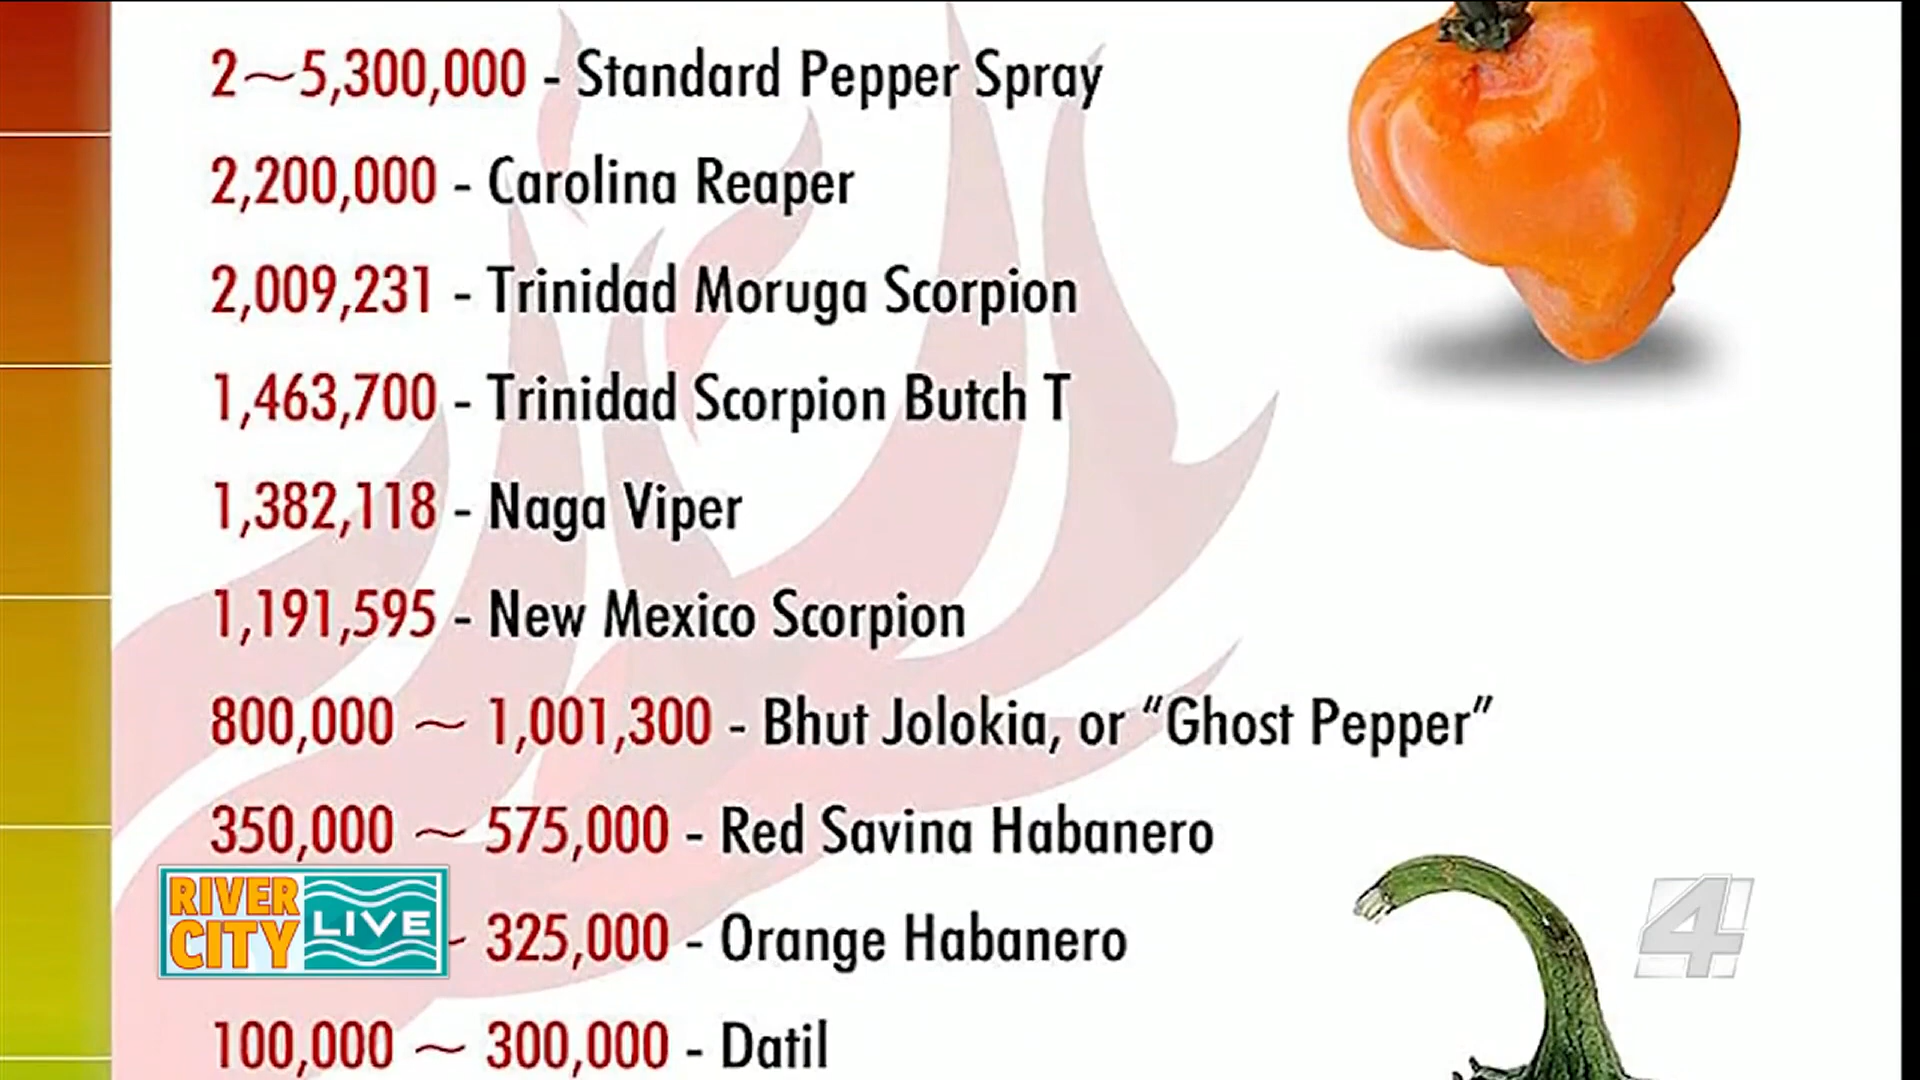 2~5,300,000 - Standard Pepper Spray
2,200,000 - Carolina Reaper
2,009,231 - Trinidad Moruga Scorpion
1,463,700 - Trinidad Scorpion Butch T
1,382,118 - Naga Viper
1,191,595 - New Mexico Scorpion
800,000 ~ 1,001,300 - Bhut Jolokia, or “Ghost Pepper”
350,000 ~ 575,000 - Red Savina Habanero
325,000 - Orange Habanero
100,000 ~ 300,000 - Datil
RIVER CITY LIVE
4